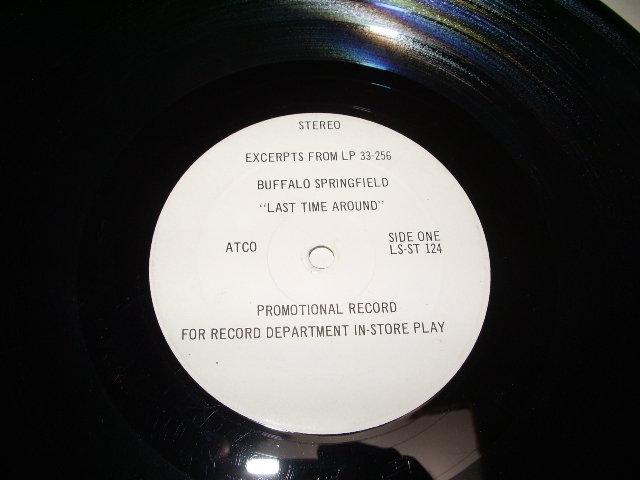 STEREO
EXCERPTS FROM LP 33-256
BUFFALO SPRINGFIELD
"LAST TIME AROUND"
ATCO
SIDE ONE
LS-ST 124
PROMOTIONAL RECORD
FOR RECORD DEPARTMENT IN-STORE PLAY